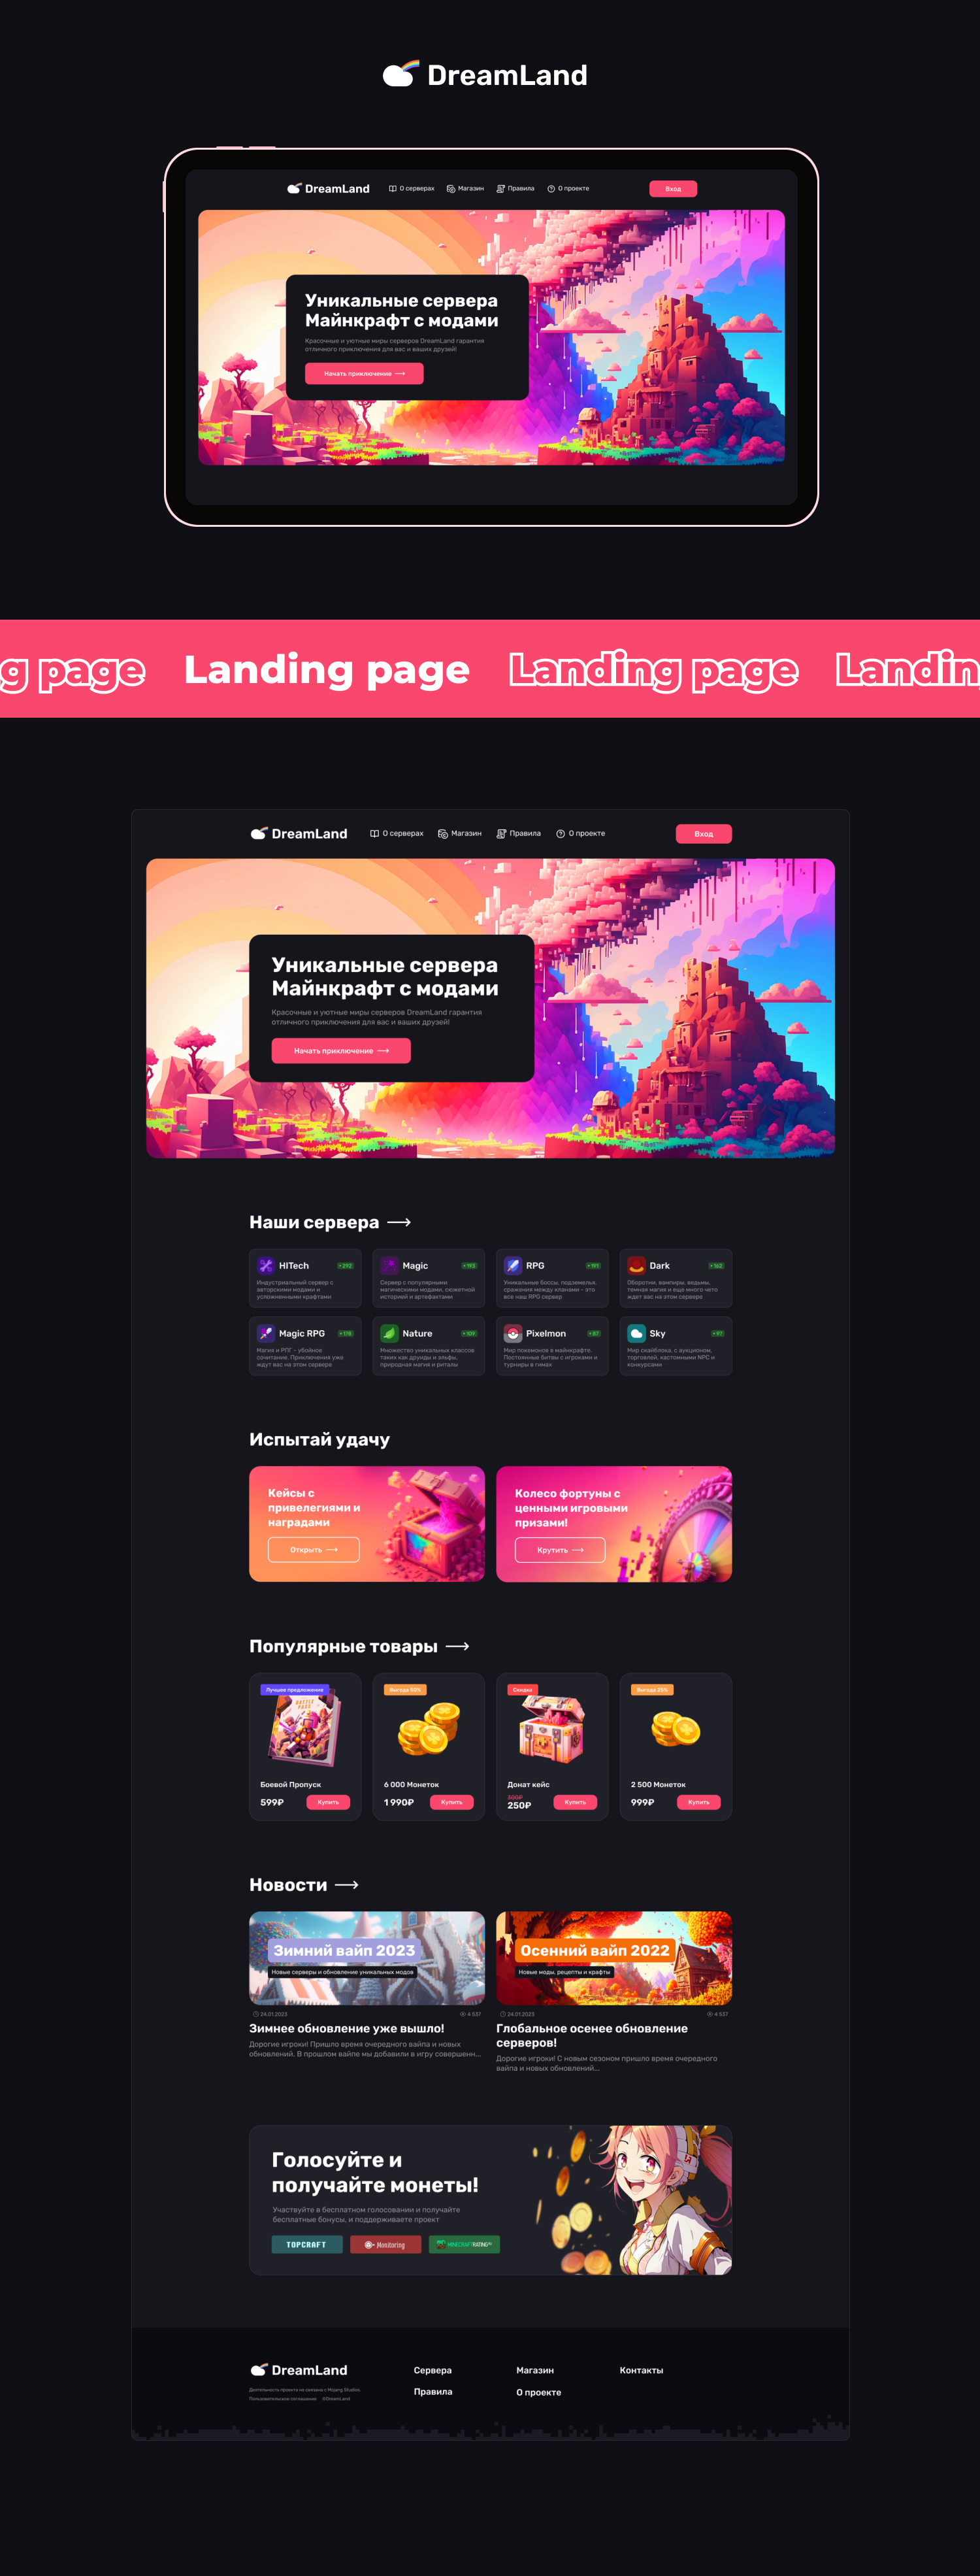 DreamLand
DreamLand
О серверах
Магазин
Правила
О проекте
Вход
Уникальные сервера
Майнкрафт с модами
Красочные и уютные миры серверов DreamLand гарантия
отличного приключения для вас и ваших друзей!
Начать приключение
g page
Landing page
Landing page
Landin
DreamLand
О серверах
Магазин
Правила
О проекте
Вход
Уникальные сервера
Майнкрафт с модами
Красочные и уютные миры серверов DreamLand гарантия
отличного приключения для вас и ваших друзей!
Начать приключение
Наши сервера
HITech
292
Индустриальный сервер с
авторскими модами и
усложненными крафтами
Magic
193
Сервер с популярными
магическими модами, сюжетной
историей и артефактами
RPG
191
Уникальные боссы, подземелья,
сражения между кланами - это
все наш RPG сервер
Dark
162
Оборотни, вампиры, ведьмы,
темная магия и еще много чего
ждет вас на этом сервере
Magic RPG
Магия и РПГ - убойное
сочитание. Приключения уже
ждут вас на этом сервере
Nature
109
Множество уникальных классов
таких как друиды и эльфы,
природная магия и риталы
Pixelmon
Мир покемонов в майнкрафте.
Постоянные битвы с игроками и
турниры в гимах
Sky
Мир скайблока, с аукционом,
торговлей, кастомными NPC и
конкурсами
Испытай удачу
Кейсы с
привелегиями и
наградами
Открыть
Колесо фортуны с
ценными игровыми
призами!
Крутить
Популярные товары
Лучшее предложение
BATTLE
PASS
Боевой Пропуск
599₽
Купить
Выгода 50%
6 000 Монеток
1 990₽
Купить
Скидка
Донат кейс
500₽
250₽
Купить
Выгода 25%
2 500 Монеток
999₽
Купить
Новости
Зимний вайп 2023
Новые серверы и обновление уникальных модов
24.01.2023
4 537
Зимнее обновление уже вышло!
Дорогие игроки! Пришло время очередного вайпа и новых
обновлений. В прошлом вайпе мы добавили в игру совершенн...
Осенний вайп 2022
Новые моды, рецепты и крафты
24.01.2023
4 537
Глобальное осенее обновление
серверов!
Дорогие игроки! С новым сезоном пришло время очередного
вайпа и новых обновлений...
Голосуйте и
получайте монеты!
Участвуйте в бесплатном голосовании и получайте
бесплатные бонусы, и поддерживаете проект
TOPCRAFT
Monitoring
MINECRAFTRATING
DreamLand
Деятельность проекта не связана с Mojang Studios.
Пользовательское соглашение
©DreamLand
Сервера
Правила
Магазин
О проекте
Контакты